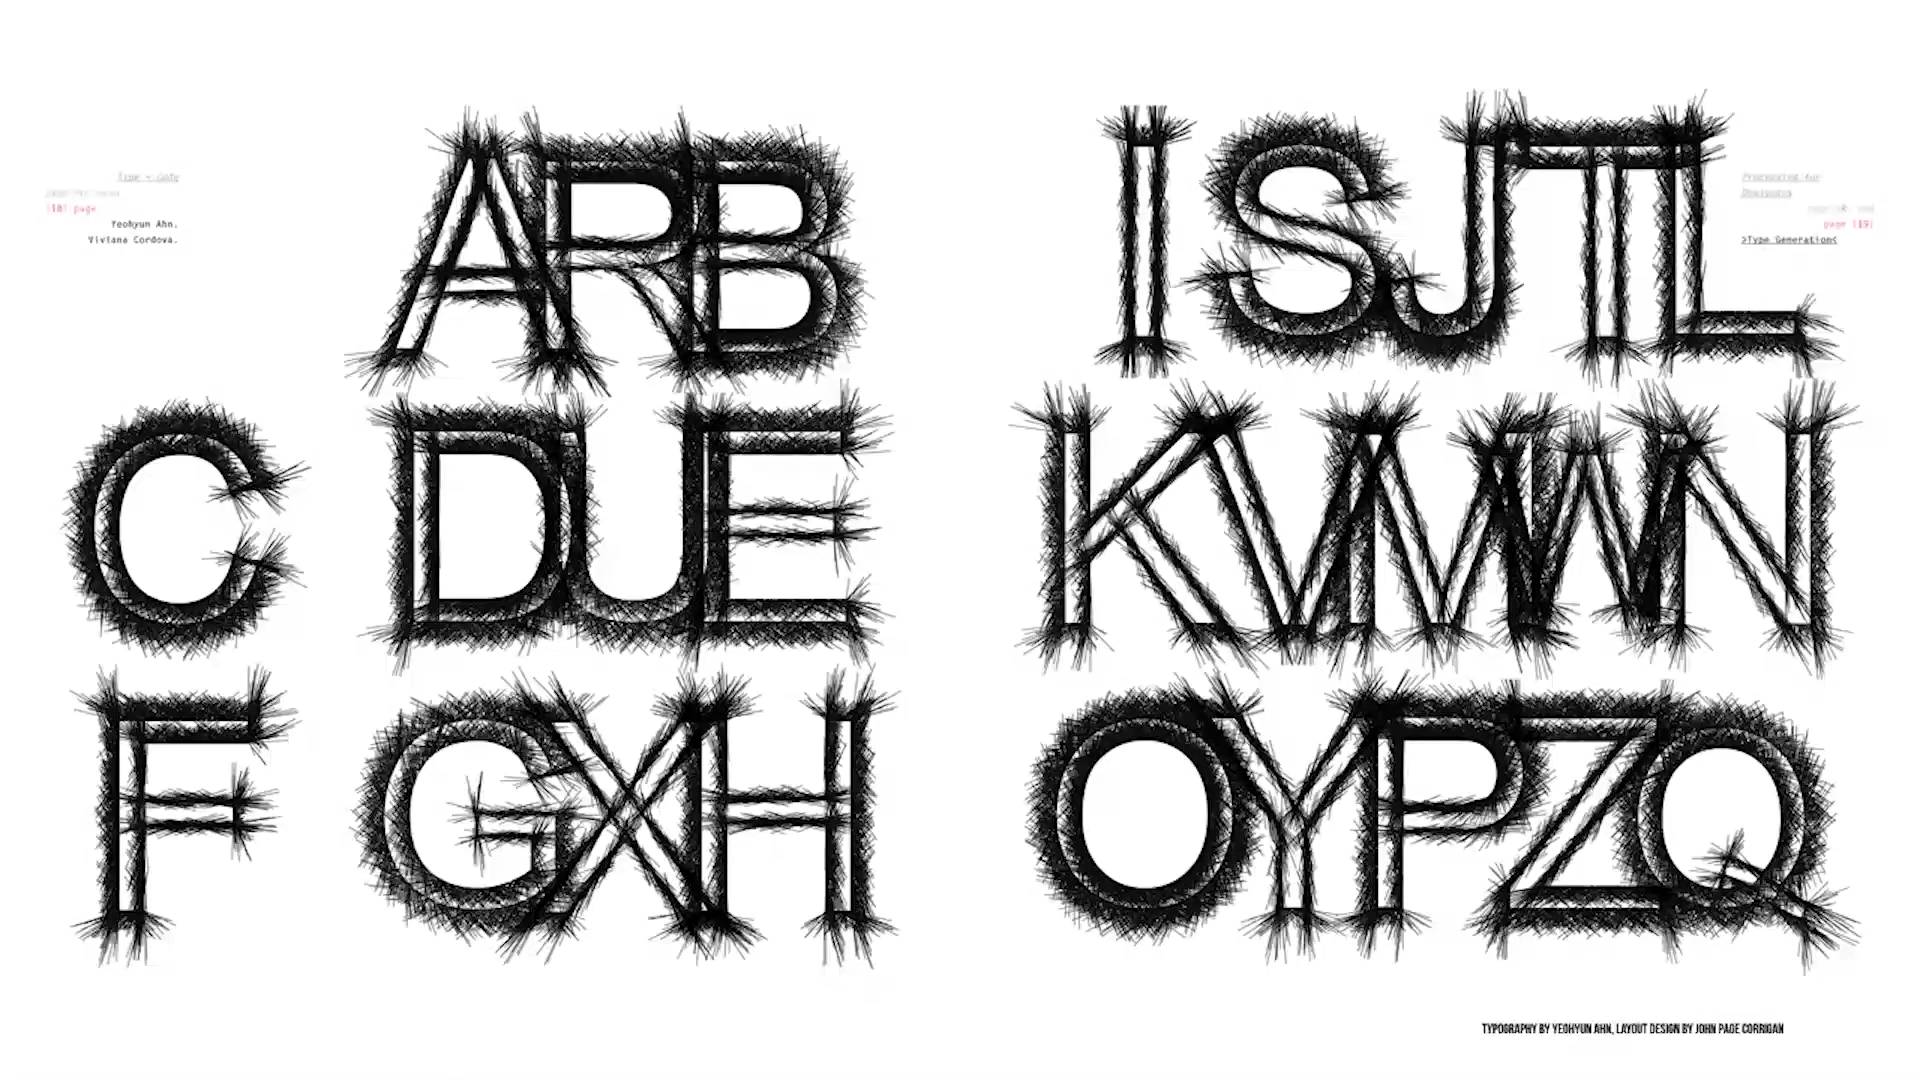 Type + Code
[18] page
Yeohyun Ahn.
Viviana Cordova.
ARB
C DUE
F GXH
ISJTL
KVMWN
OYPZQ
Processing for
Designers
page [19]
>Type Generation<
TYPOGRAPHY BY YEOHYUN AHN, LAYOUT DESIGN BY JOHN PAGE CORRIGAN